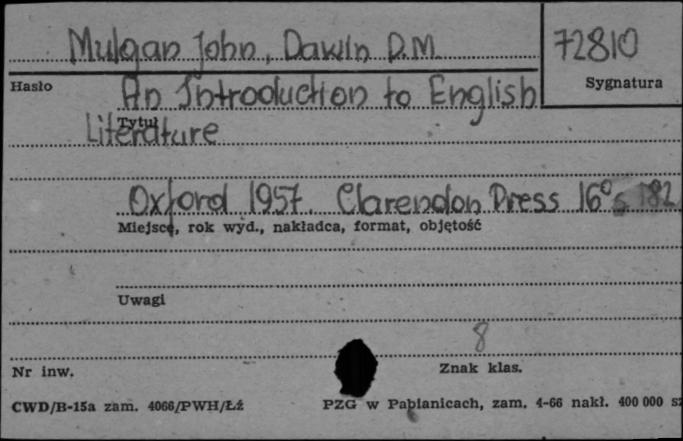 Mulgan John, Dawin D.M. 72810
Hasło Sygnatura
An Introduction to English
Tytuł
Literature
Oxford 1957. Clarendon Press 16° s 182
Miejsce, rok wyd., nakładca, format, objętość
Uwagi
8
Nr inw. Znak klas.
CWD/B-15a zam. 4066/PWH/Łź PZG w Pabianicach, zam. 4-66 nakł. 400 000 sz